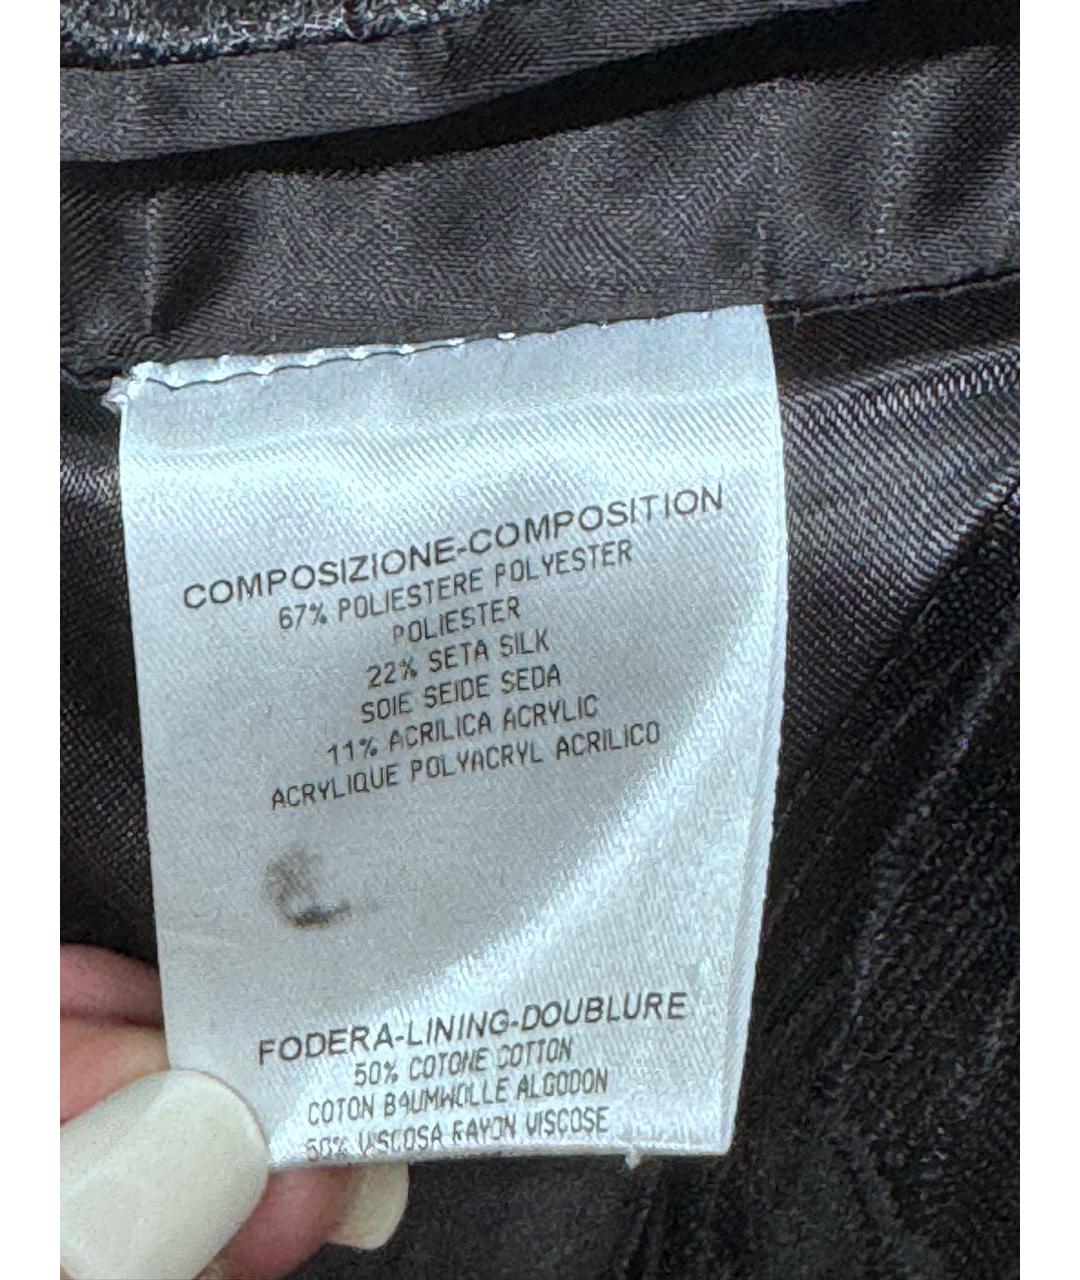 COMPOSIZIONE-COMPOSITION
67% POLIESTERE POLYESTER
POLIESTER
22% SETA SILK
SOIE SEIDE SEDA
11% ACRILICA ACRYLIC
ACRYLIQUE POLYACRYL ACRILICO
FODERA-LINING-DOUBLURE
50% COTONE COTTON
COTON BAUMWOLLE ALGODON
50% VISCOSA RAYON VISCOSE